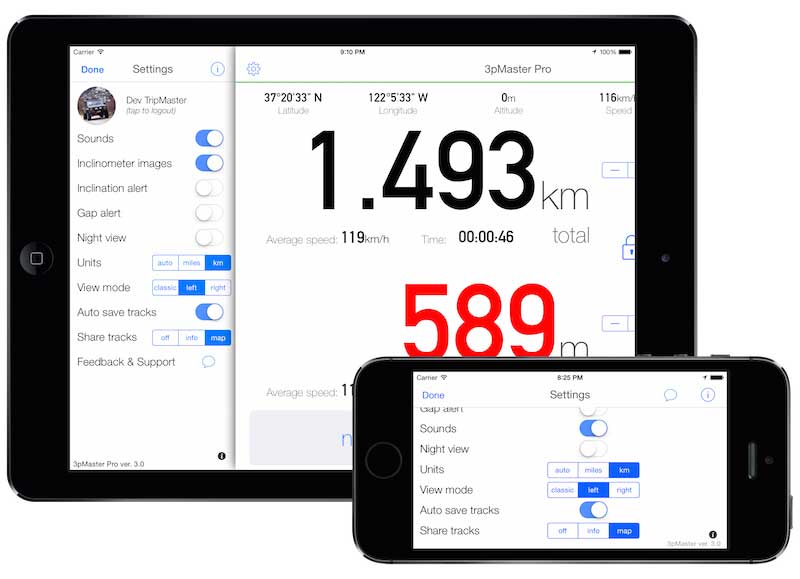 Carrier
9:10 PM
100%
Done Settings
3pMaster Pro
Dev TripMaster
(tap to logout)
37°20'33" N 122°5'33" W 0m 116km/
Latitude Longitude Altitude Speed
Sounds
Inclinometer images
Inclination alert
Gap alert
Night view
Units auto miles km
View mode classic left right
Auto save tracks
Share tracks off info map
Feedback & Support
3pMaster Pro ver. 3.0
1.493 km
Average speed: 119km/h Time: 00:00:46 total
589 m
Average speed: 11
n
Carrier 8:25 PM
Done Settings
Gap alert
Sounds
Night view
Units auto miles km
View mode classic left right
Auto save tracks
Share tracks off info map
3pMaster ver. 3.0